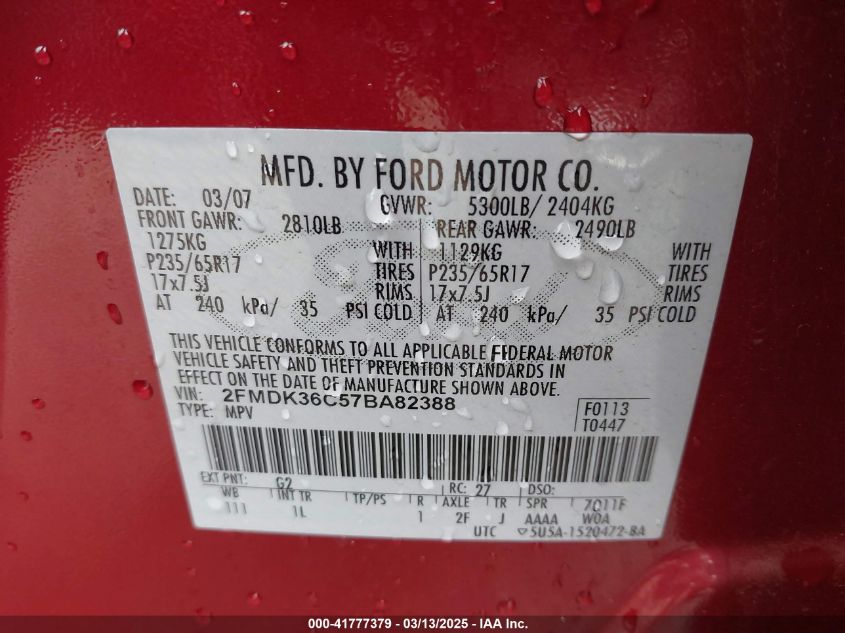 MFD. BY FORD MOTOR CO.
DATE: 03/07 GVWR: 5300LB/ 2404KG
FRONT GAWR: 2810LB REAR GAWR: 2490LB
1275KG WITH 1129KG WITH
P235/65R17 TIRES P235/65R17 TIRES
17x7.5J RIMS 17x7.5J RIMS
AT 240 kPa/ 35 PSI COLD AT 240 kPa/ 35 PSI COLD
THIS VEHICLE CONFORMS TO ALL APPLICABLE FEDERAL MOTOR
VEHICLE SAFETY AND THEFT PREVENTION STANDARDS IN
EFFECT ON THE DATE OF MANUFACTURE SHOWN ABOVE.
VIN: 2FMDK36C57BA82388
TYPE: MPV
F0113
T0447
EXT PNT: G2 RC: 27 DSO:
WB INT TR TP/PS R AXLE TR SPR 7011F
111 1L 1 2F J AAAA W0A
UTC 5U5A-1520472-BA
000-41777379 - 03/13/2025 - IAA Inc.